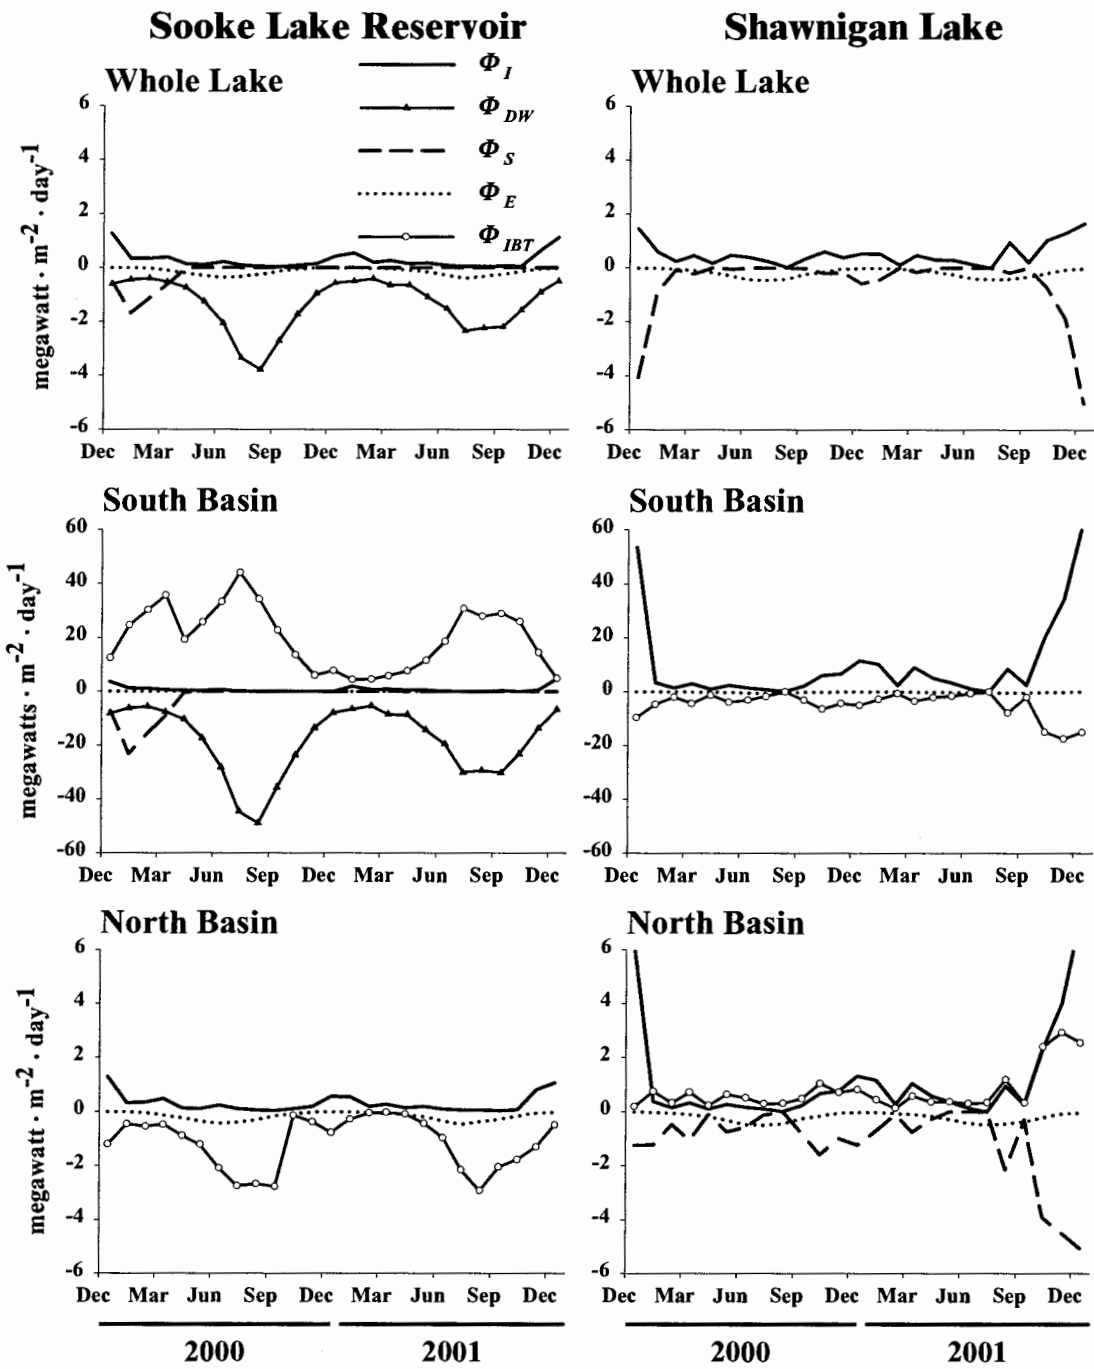 Sooke Lake Reservoir
Shawnigan Lake
Φ_I
Φ_DW
Φ_S
Φ_E
Φ_IBT
Whole Lake
megawatt · m-2 · day-1
6
4
2
0
-2
-4
-6
Dec Mar Jun Sep Dec Mar Jun Sep Dec
Whole Lake
6
4
2
0
-2
-4
-6
Dec Mar Jun Sep Dec Mar Jun Sep Dec
South Basin
megawatts · m-2 · day-1
60
40
20
0
-20
-40
-60
Dec Mar Jun Sep Dec Mar Jun Sep Dec
South Basin
60
40
20
0
-20
-40
-60
Dec Mar Jun Sep Dec Mar Jun Sep Dec
North Basin
megawatt · m-2 · day-1
6
4
2
0
-2
-4
-6
Dec Mar Jun Sep Dec Mar Jun Sep Dec
2000 2001
North Basin
6
4
2
0
-2
-4
-6
Dec Mar Jun Sep Dec Mar Jun Sep Dec
2000 2001